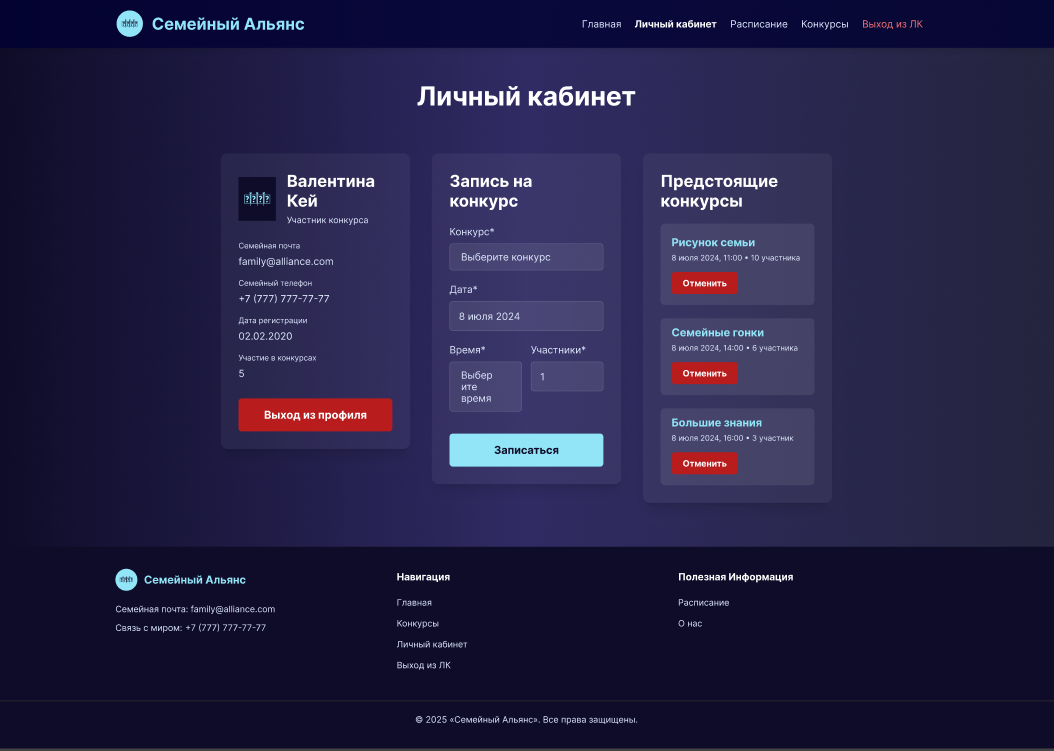 Семейный Альянс
Главная
Личный кабинет
Расписание
Конкурсы
Выход из ЛК
Личный кабинет
Валентина
Кей
Участник конкурса
Семейная почта
family@alliance.com
Семейный телефон
+7 (777) 777-77-77
Дата регистрации
02.02.2020
Участие в конкурсах
5
Выход из профиля
Запись на
конкурс
Конкурс*
Выберите конкурс
Дата*
8 июля 2024
Время*
Участники*
Выбер
ите
время
1
Записаться
Предстоящие
конкурсы
Рисунок семьи
8 июля 2024, 11:00 • 10 участника
Отменить
Семейные гонки
8 июля 2024, 14:00 • 6 участника
Отменить
Большие знания
8 июля 2024, 16:00 • 3 участник
Отменить
Семейный Альянс
Семейная почта: family@alliance.com
Связь с миром: +7 (777) 777-77-77
Навигация
Главная
Конкурсы
Личный кабинет
Выход из ЛК
Полезная Информация
Расписание
О нас
© 2025 «Семейный Альянс». Все права защищены.